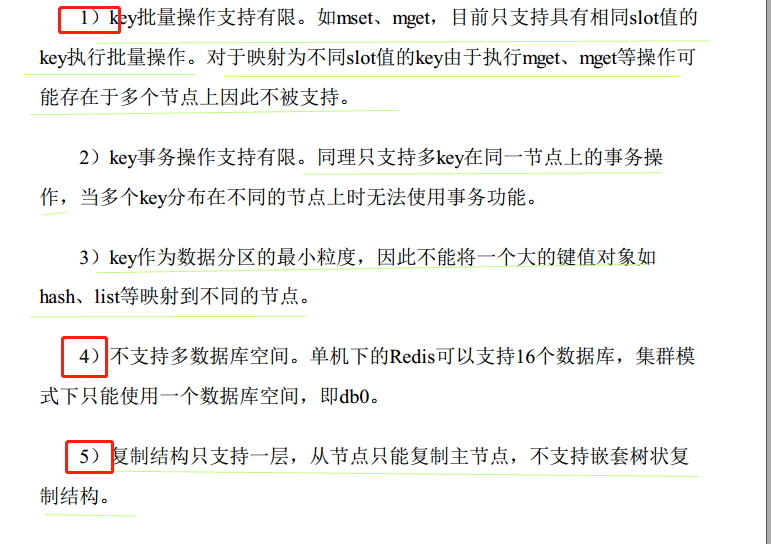 1）key批量操作支持有限。如mset、mget，目前只支持具有相同slot值的
key执行批量操作。对于映射为不同slot值的key由于执行mget、mget等操作可
能存在于多个节点上因此不被支持。
2）key事务操作支持有限。同理只支持多key在同一节点上的事务操
作，当多个key分布在不同的节点上时无法使用事务功能。
3）key作为数据分区的最小粒度，因此不能将一个大的键值对象如
hash、list等映射到不同的节点。
4）不支持多数据库空间。单机下的Redis可以支持16个数据库，集群模
式下只能使用一个数据库空间，即db0。
5）复制结构只支持一层，从节点只能复制主节点，不支持嵌套树状复
制结构。